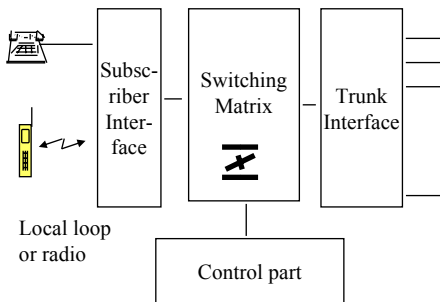 Subsc-
riber
Inter-
face
Switching
Matrix
Trunk
Interface
Local loop
or radio
Control part